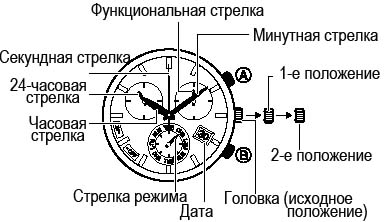 Функциональная стрелка
Минутная стрелка
Секундная стрелка
24-часовая
стрелка
Часовая
стрелка
A
1-е положение
B
2-е положение
Стрелка режима
Дата
Головка (исходное
положение)